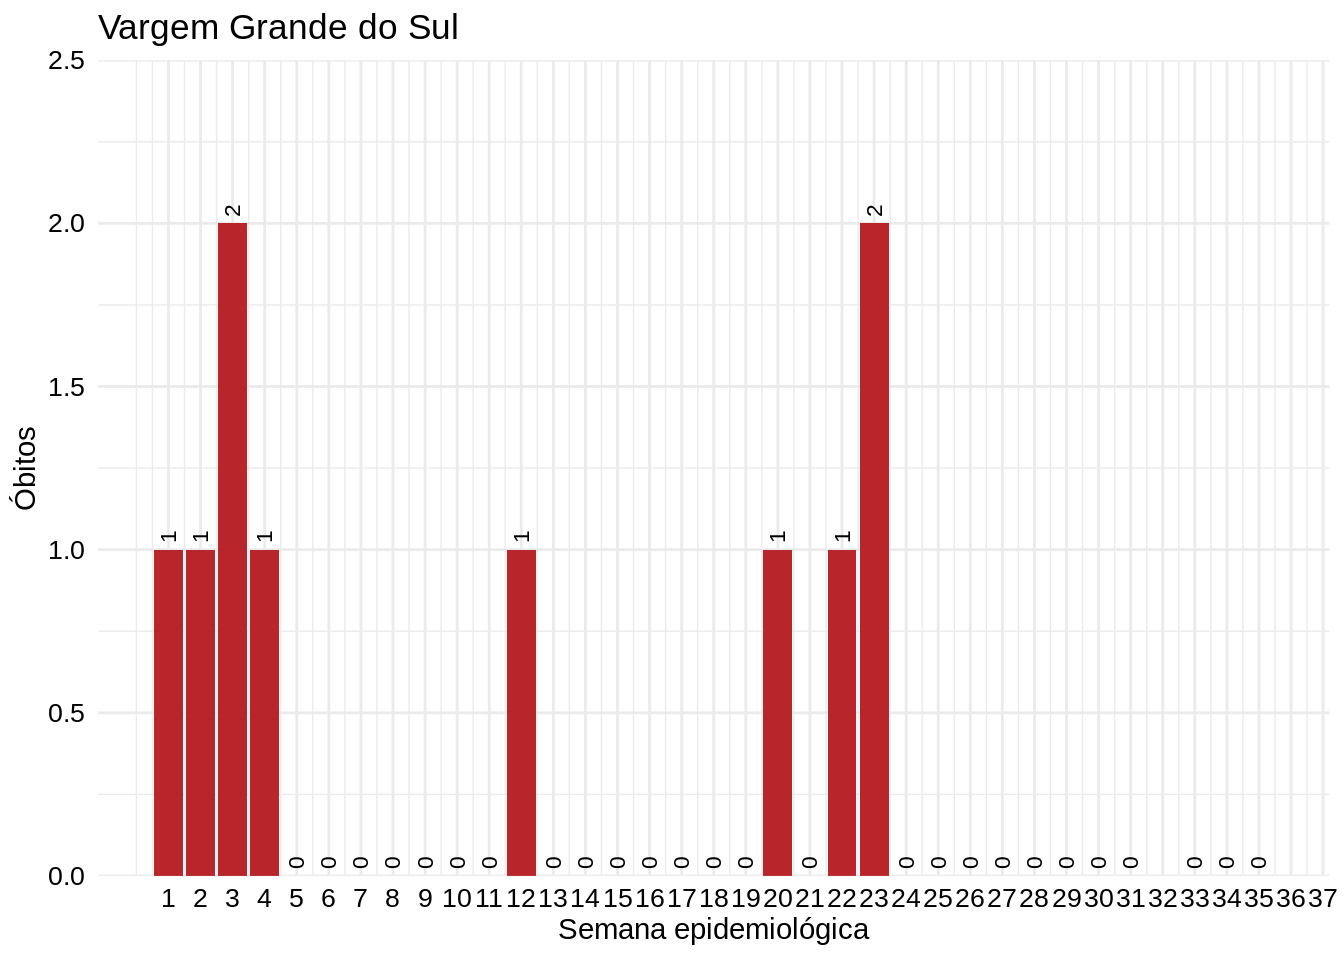 Vargem Grande do Sul
2.5
2.0
1.5
1.0
0.5
0.0
Óbitos
1 1 2 1 0 0 0 0 0 0 0 1 0 0 0 0 0 0 0 1 0 1 2 0 0 0 0 0 0 0 0 0 0 0
1 2 3 4 5 6 7 8 9 10 11 12 13 14 15 16 17 18 19 20 21 22 23 24 25 26 27 28 29 30 31 32 33 34 35 36 37
Semana epidemiológica